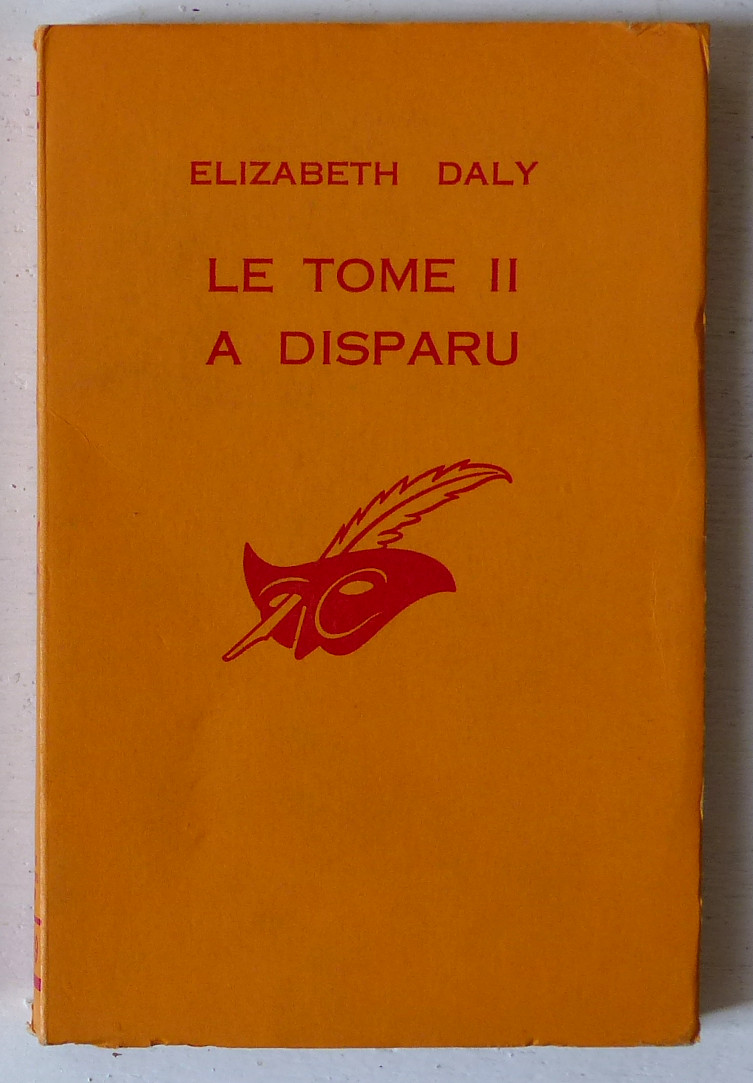 ELIZABETH DALY
LE TOME II
A DISPARU